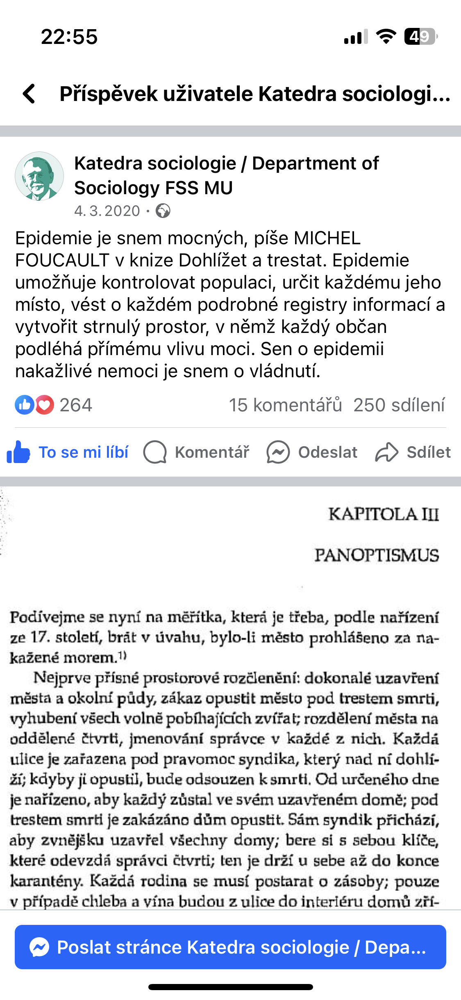 22:55
49
Příspěvek uživatele Katedra sociologi...
Katedra sociologie / Department of
Sociology FSS MU
4. 3. 2020 ·
Epidemie je snem mocných, píše MICHEL
FOUCAULT v knize Dohlížet a trestat. Epidemie
umožňuje kontrolovat populaci, určit každému jeho
místo, vést o každém podrobné registry informací a
vytvořit strnulý prostor, v němž každý občan
podléhá přímému vlivu moci. Sen o epidemii
nakažlivé nemoci je snem o vládnutí.
264 15 komentářů 250 sdílení
To se mi líbí Komentář Odeslat Sdílet
KAPITOLA III
PANOPTISMUS
Podívejme se nyní na měřítka, která je třeba, podle nařízení
ze 17. století, brát v úvahu, bylo-li město prohlášeno za na-
kažené morem.¹⁾
Nejprve přísné prostorové rozčlenění: dokonalé uzavření
města a okolní půdy, zákaz opustit město pod trestem smrti,
vyhubení všech volně pobíhajících zvířat; rozdělení města na
oddělené čtvrti, jmenování správce v každé z nich. Každá
ulice je zařazena pod pravomoc syndika, který nad ní dohlí-
ží; kdyby ji opustil, bude odsouzen k smrti. Od určeného dne
je nařízeno, aby každý zůstal ve svém uzavřeném domě; pod
trestem smrti je zakázáno dům opustit. Sám syndik přichází,
aby zvnějšku uzavřel všechny domy; bere si s sebou klíče,
které odevzdá správci čtvrti; ten je drží u sebe až do konce
karantény. Každá rodina se musí postarat o zásoby; pouze
v případě chleba a vína budou z ulice do interiéru domů zří-
Poslat stránce Katedra sociologie / Depa...